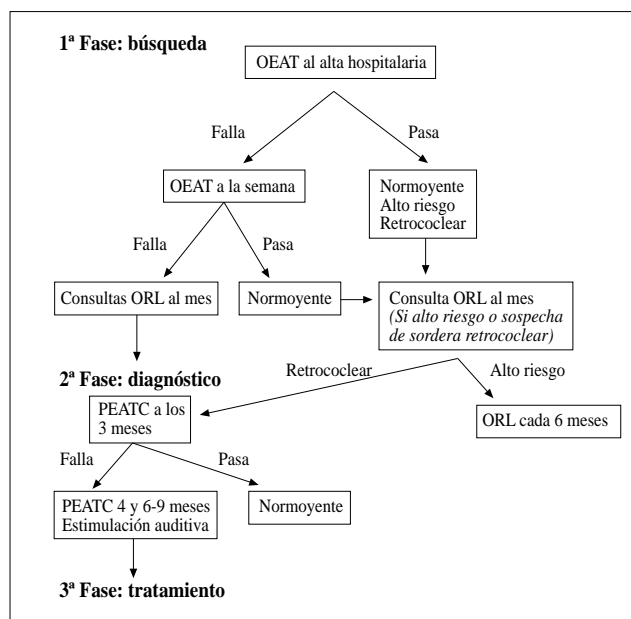 1ª Fase: búsqueda
OEAT al alta hospitalaria
Falla
Pasa
OEAT a la semana
Normoyente
Alto riesgo
Retrococlear
Falla
Pasa
Consultas ORL al mes
Normoyente
Consulta ORL al mes
(Si alto riesgo o sospecha
de sordera retrococlear)
2ª Fase: diagnóstico
Retrococlear
Alto riesgo
PEATC a los
3 meses
ORL cada 6 meses
Falla
Pasa
PEATC 4 y 6-9 meses
Estimulación auditiva
Normoyente
3ª Fase: tratamiento